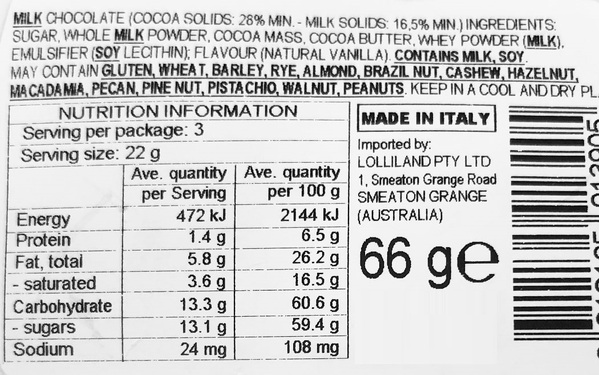 MILK CHOCOLATE (COCOA SOLIDS: 28% MIN. - MILK SOLIDS: 16,5% MIN.) INGREDIENTS:
SUGAR, WHOLE MILK POWDER, COCOA MASS, COCOA BUTTER, WHEY POWDER (MILK),
EMULSIFIER (SOY LECITHIN); FLAVOUR (NATURAL VANILLA). CONTAINS MILK, SOY.
MAY CONTAIN GLUTEN, WHEAT, BARLEY, RYE, ALMOND, BRAZIL NUT, CASHEW, HAZELNUT,
MACADAMIA, PECAN, PINE NUT, PISTACHIO, WALNUT, PEANUTS. KEEP IN A COOL AND DRY PL
NUTRITION INFORMATION
Serving per package: 3
Serving size: 22 g
Ave. quantity per Serving Ave. quantity per 100 g
Energy 472 kJ 2144 kJ
Protein 1.4 g 6.5 g
Fat, total 5.8 g 26.2 g
- saturated 3.6 g 16.5 g
Carbohydrate 13.3 g 60.6 g
- sugars 13.1 g 59.4 g
Sodium 24 mg 108 mg
MADE IN ITALY
Imported by:
LOLLILAND PTY LTD
1, Smeaton Grange Road
SMEATON GRANGE
(AUSTRALIA)
66 g e